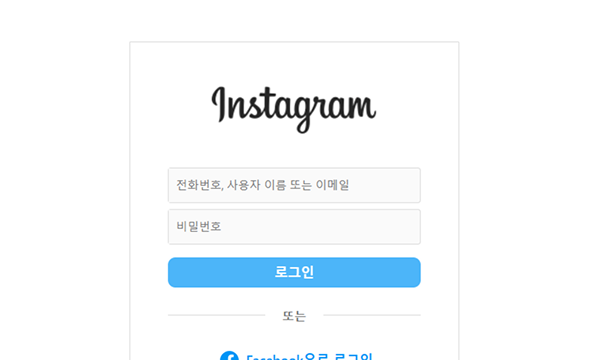 Instagram
전화번호, 사용자 이름 또는 이메일
비밀번호
로그인
또는
Facebook으로 로그인